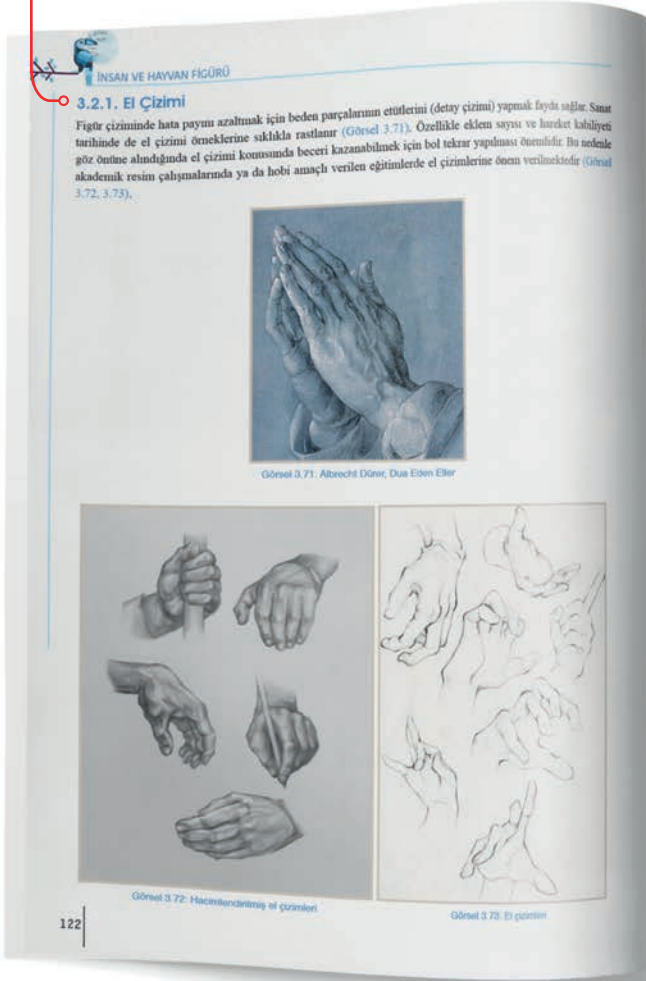 İNSAN VE HAYVAN FİGÜRÜ
3.2.1. El Çizimi
Figür çiziminde hata payını azaltmak için beden parçalarının etütlerini (detay çizimi) yapmak fayda sağlar. Sanat
tarihinde de el çizimi örneklerine sıklıkla rastlanır (Görsel 3.71). Özellikle eklem sayısı ve hareket kabiliyeti
göz önüne alındığında el çizimi konusunda beceri kazanabilmek için bol tekrar yapılması önemlidir. Bu nedenle
akademik resim çalışmalarında ya da hobi amaçlı verilen eğitimlerde el çizimlerine önem verilmektedir (Görsel
3.72, 3.73).
Görsel 3.71: Albrecht Dürer, Dua Eden Eller
Görsel 3.72: Hacimlendirilmiş el çizimleri
Görsel 3.73: El çizimleri
122